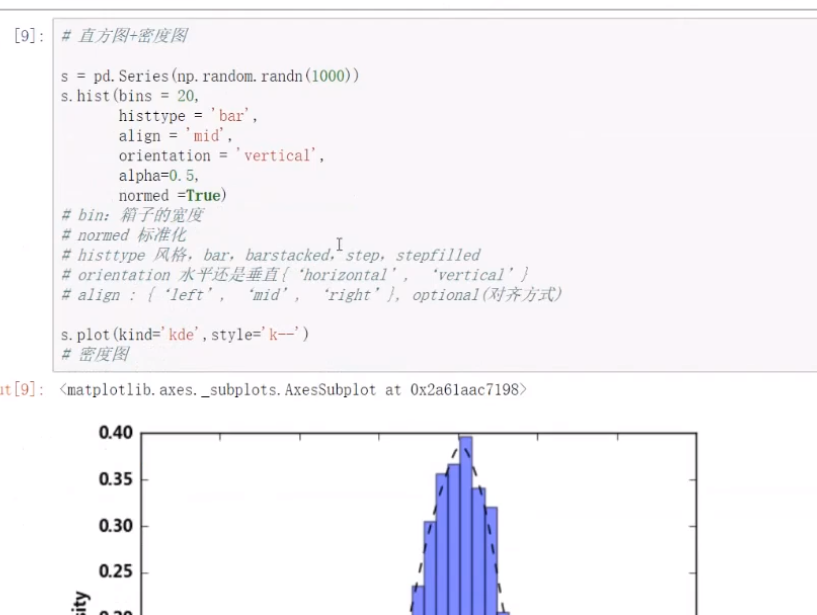 [9]:
# 直方图+密度图
s = pd.Series(np.random.randn(1000))
s.hist(bins = 20,
histtype = 'bar',
align = 'mid',
orientation = 'vertical',
alpha=0.5,
normed =True)
# bin：箱子的宽度
# normed 标准化
# histtype 风格，bar，barstacked，step，stepfilled
# orientation 水平还是垂直{‘horizontal’, ‘vertical’}
# align : {‘left’, ‘mid’, ‘right’}, optional(对齐方式)
s.plot(kind='kde',style='k--')
# 密度图
ut[9]: <matplotlib.axes._subplots.AxesSubplot at 0x2a61aac7198>
0.40
0.35
0.30
0.25